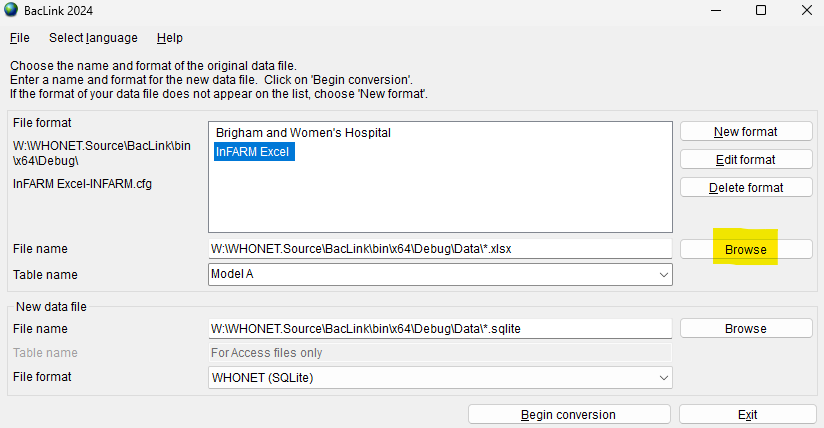 BacLink 2024
File Select language Help
Choose the name and format of the original data file.
Enter a name and format for the new data file. Click on 'Begin conversion'.
If the format of your data file does not appear on the list, choose 'New format'.
File format
W:\WHONET.Source\BacLink\bin
\x64\Debug\
InFARM Excel-INFARM.cfg
Brigham and Women's Hospital
InFARM Excel
New format
Edit format
Delete format
File name W:\WHONET.Source\BacLink\bin\x64\Debug\Data\*.xlsx Browse
Table name Model A
New data file
File name W:\WHONET.Source\BacLink\bin\x64\Debug\Data\*.sqlite Browse
Table name For Access files only
File format WHONET (SQLite)
Begin conversion Exit